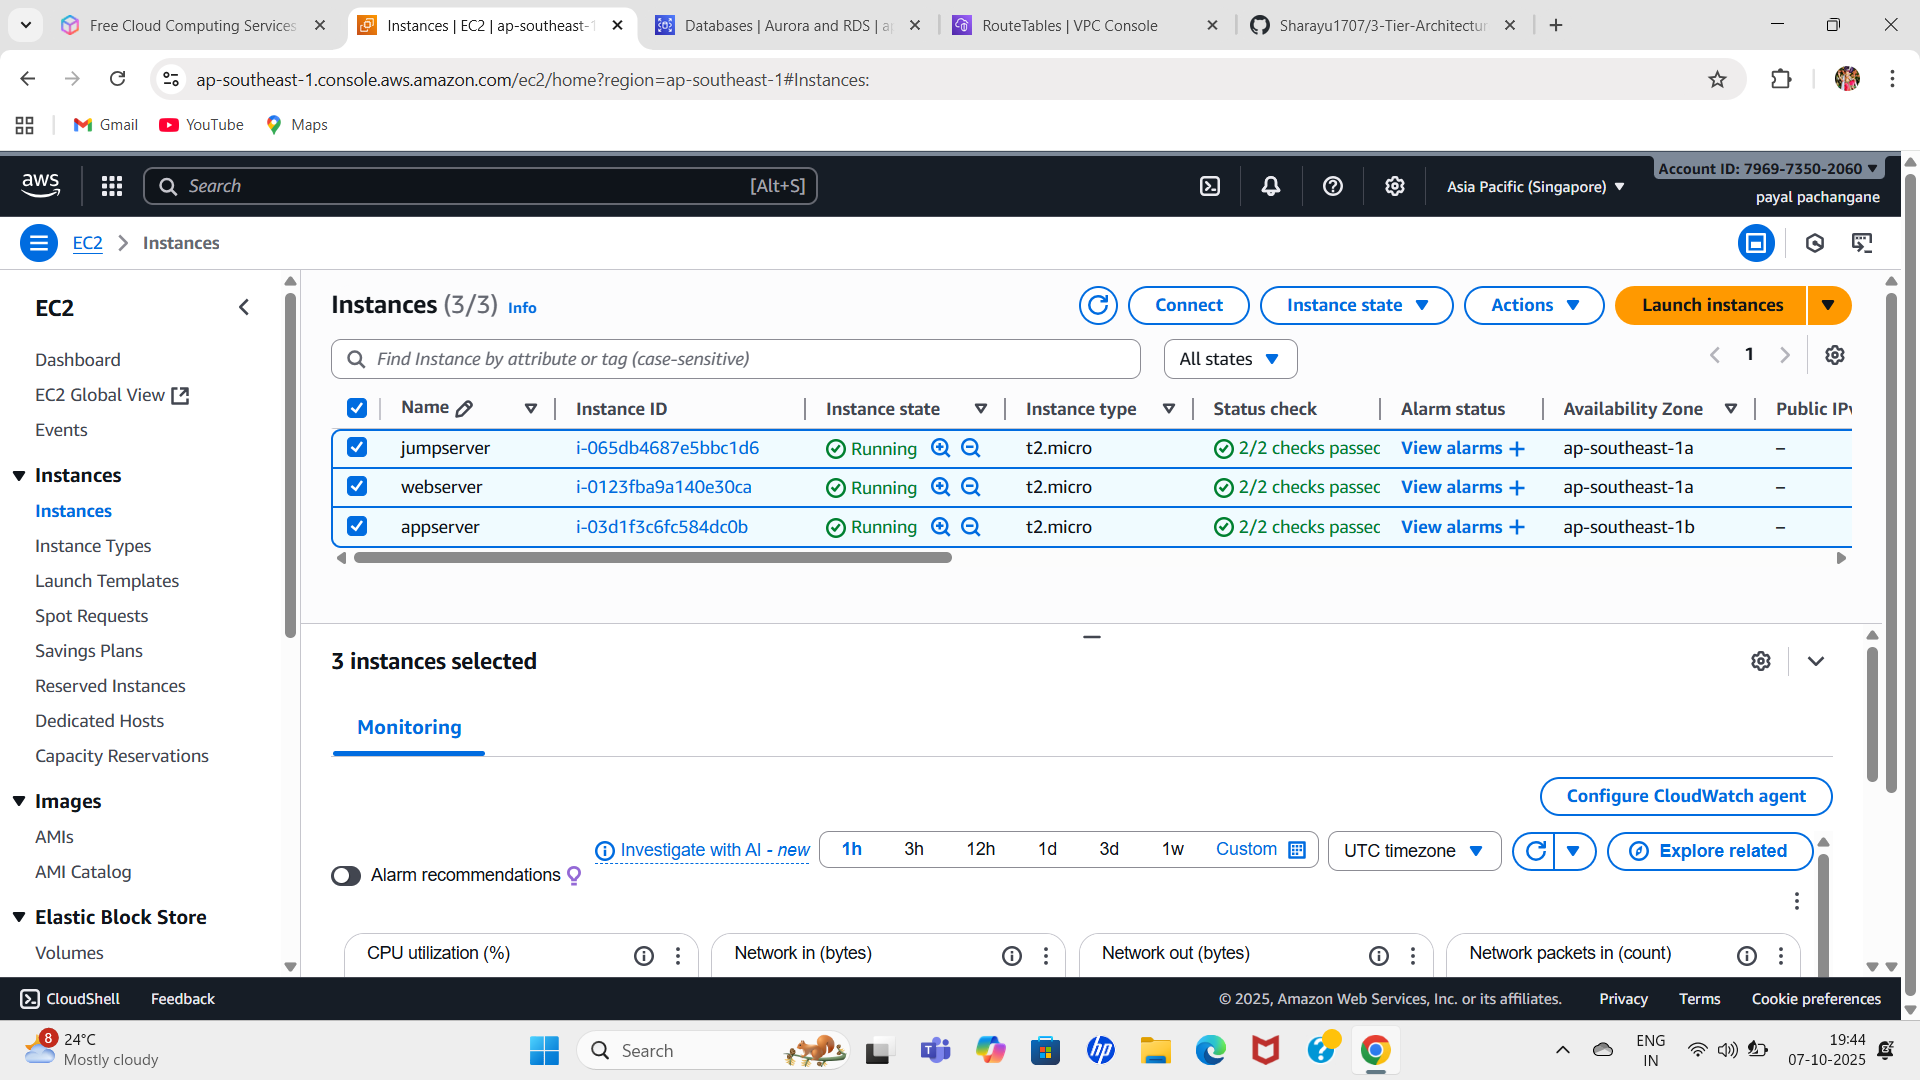 Free Cloud Computing Services
Instances | EC2 | ap-southeast-1
Databases | Aurora and RDS | ap
RouteTables | VPC Console
Sharayu1707/3-Tier-Architectur
ap-southeast-1.console.aws.amazon.com/ec2/home?region=ap-southeast-1#Instances:
Gmail
YouTube
Maps
aws
Search
[Alt+S]
Asia Pacific (Singapore)
Account ID: 7969-7350-2060
payal pachangane
EC2
Instances
EC2
Dashboard
EC2 Global View
Events
Instances
Instances
Instance Types
Launch Templates
Spot Requests
Savings Plans
Reserved Instances
Dedicated Hosts
Capacity Reservations
Images
AMIs
AMI Catalog
Elastic Block Store
Volumes
Instances (3/3) Info
Connect
Instance state
Actions
Launch instances
Find Instance by attribute or tag (case-sensitive)
All states
1
Name Instance ID Instance state Instance type Status check Alarm status Availability Zone Public IPv
jumpserver i-065db4687e5bbc1d6 Running t2.micro 2/2 checks passed View alarms + ap-southeast-1a –
webserver i-0123fba9a140e30ca Running t2.micro 2/2 checks passed View alarms + ap-southeast-1a –
appserver i-03d1f3c6fc584dc0b Running t2.micro 2/2 checks passed View alarms + ap-southeast-1b –
3 instances selected
Monitoring
Configure CloudWatch agent
Alarm recommendations
Investigate with AI - new
1h 3h 12h 1d 3d 1w Custom
UTC timezone
Explore related
CPU utilization (%)
Network in (bytes)
Network out (bytes)
Network packets in (count)
CloudShell
Feedback
© 2025, Amazon Web Services, Inc. or its affiliates.
Privacy
Terms
Cookie preferences
8
24°C
Mostly cloudy
Search
ENG
IN
19:44
07-10-2025